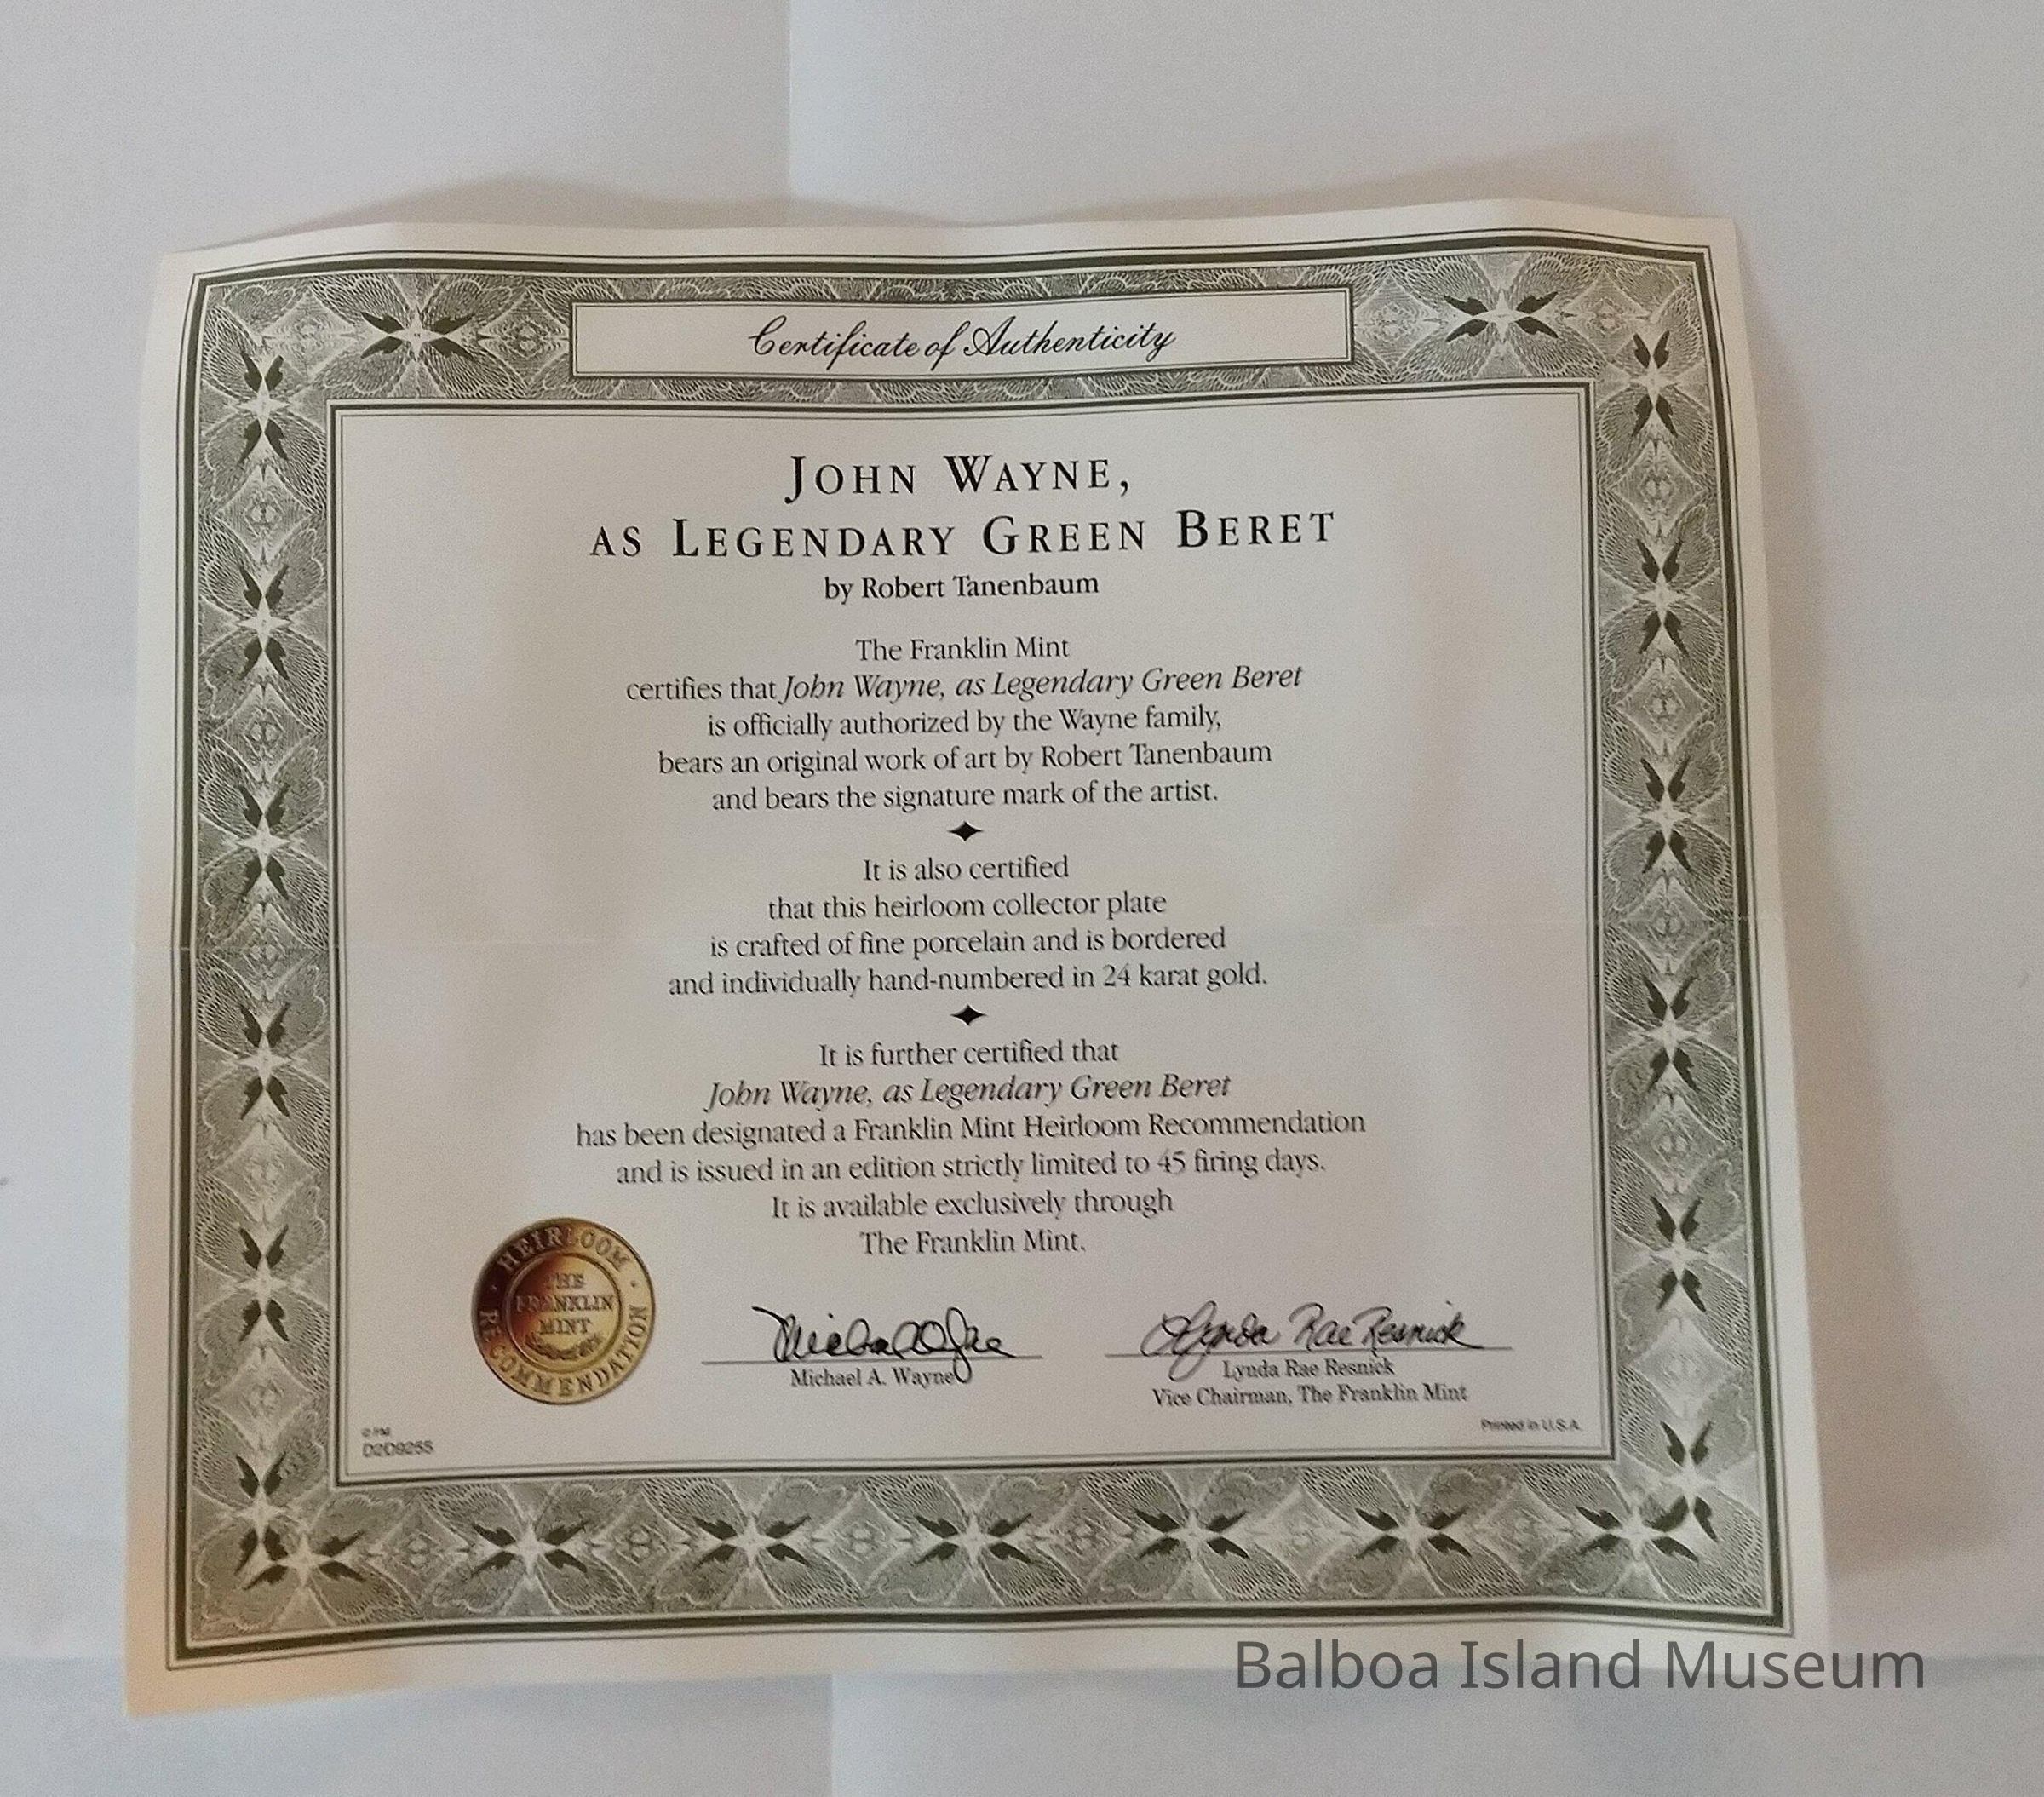 Certificate of Authenticity
JOHN WAYNE,
AS LEGENDARY GREEN BERET
by Robert Tanenbaum
The Franklin Mint
certifies that John Wayne, as Legendary Green Beret
is officially authorized by the Wayne family,
bears an original work of art by Robert Tanenbaum
and bears the signature mark of the artist.
It is also certified
that this heirloom collector plate
is crafted of fine porcelain and is bordered
and individually hand-numbered in 24 karat gold.
It is further certified that
John Wayne, as Legendary Green Beret
has been designated a Franklin Mint Heirloom Recommendation
and is issued in an edition strictly limited to 45 firing days.
It is available exclusively through
The Franklin Mint.
HEIRLOOM RECOMMENDATION
THE
FRANKLIN
MINT
Lynda Rae Resnick
Michael A. Wayne
Lynda Rae Resnick
Vice Chairman, The Franklin Mint
© FM
Printed in U.S.A.
Balboa Island Museum